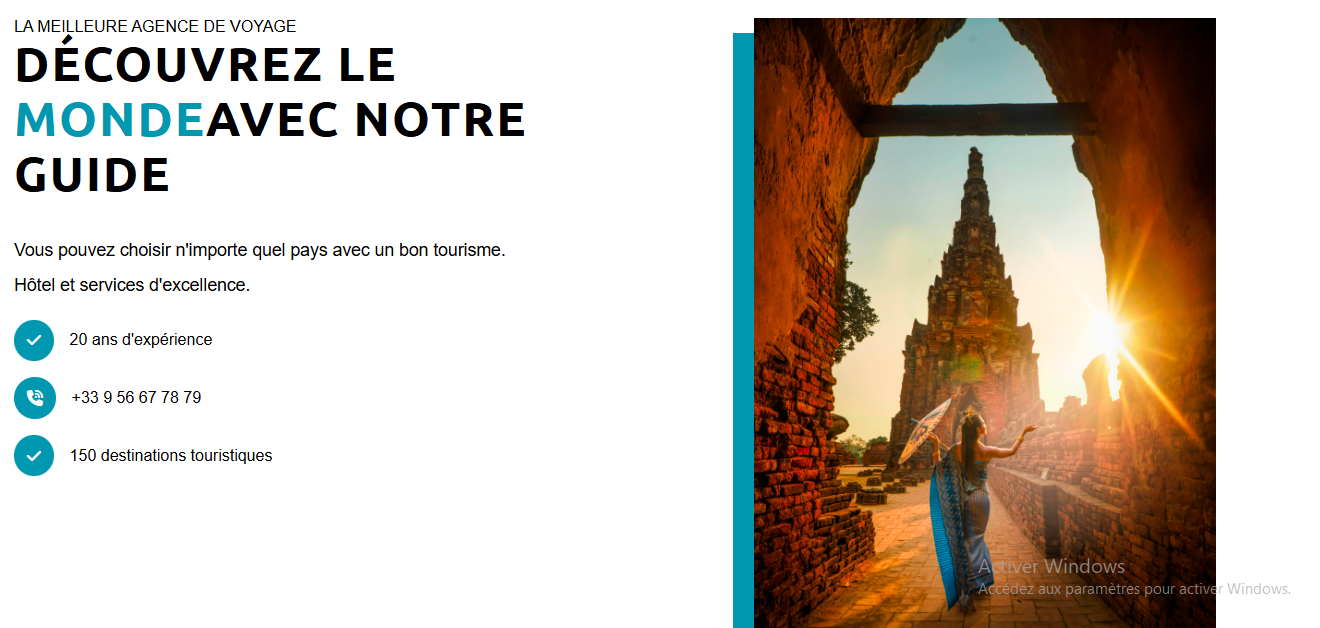 LA MEILLEURE AGENCE DE VOYAGE
DÉCOUVREZ LE
MONDEAVEC NOTRE
GUIDE
Vous pouvez choisir n'importe quel pays avec un bon tourisme.
Hôtel et services d'excellence.
20 ans d'expérience
+33 9 56 67 78 79
150 destinations touristiques
Activer Windows
Accédez aux paramètres pour activer Windows.